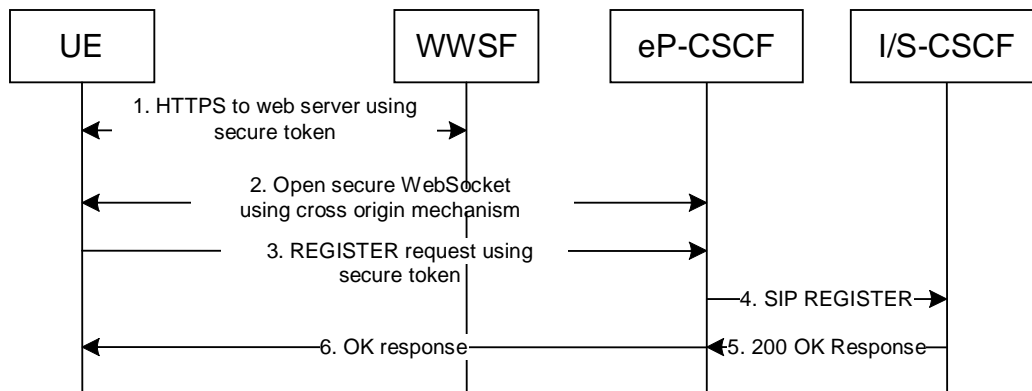 UE
WWSF
eP-CSCF
I/S-CSCF
1. HTTPS to web server using
secure token
2. Open secure WebSocket
using cross origin mechanism
3. REGISTER request using
secure token
4. SIP REGISTER
5. 200 OK Response
6. OK response